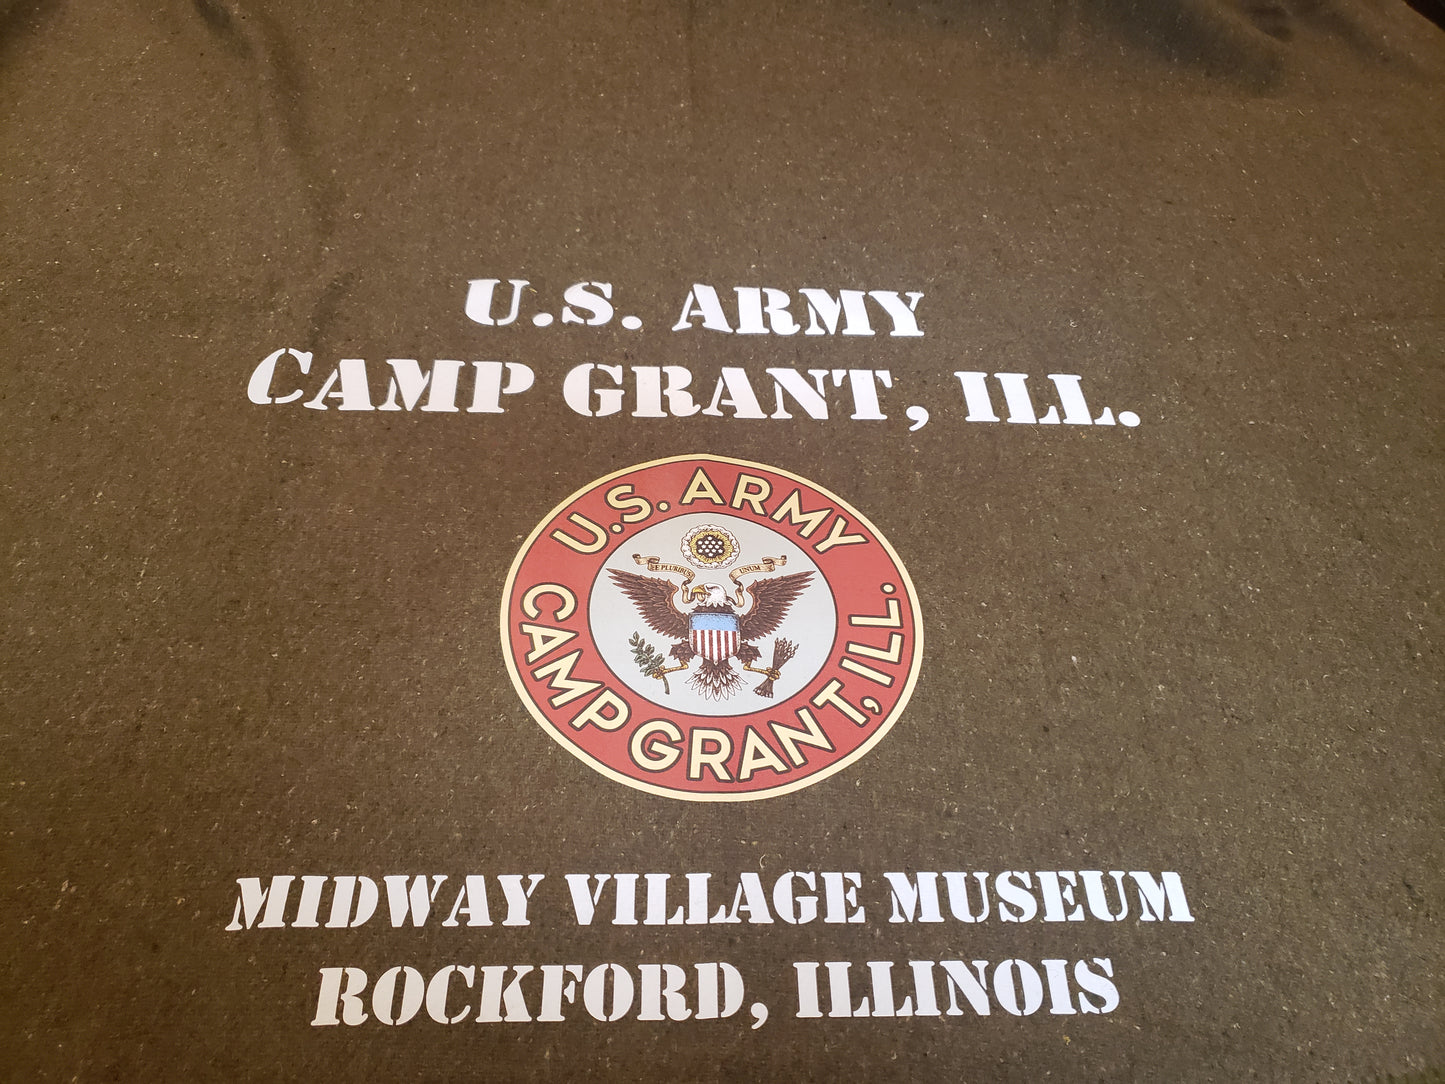 U.S. ARMY
CAMP GRANT, ILL.
U.S. ARMY
E PLURIBUS UNUM
CAMP GRANT, ILL.
MIDWAY VILLAGE MUSEUM
ROCKFORD, ILLINOIS